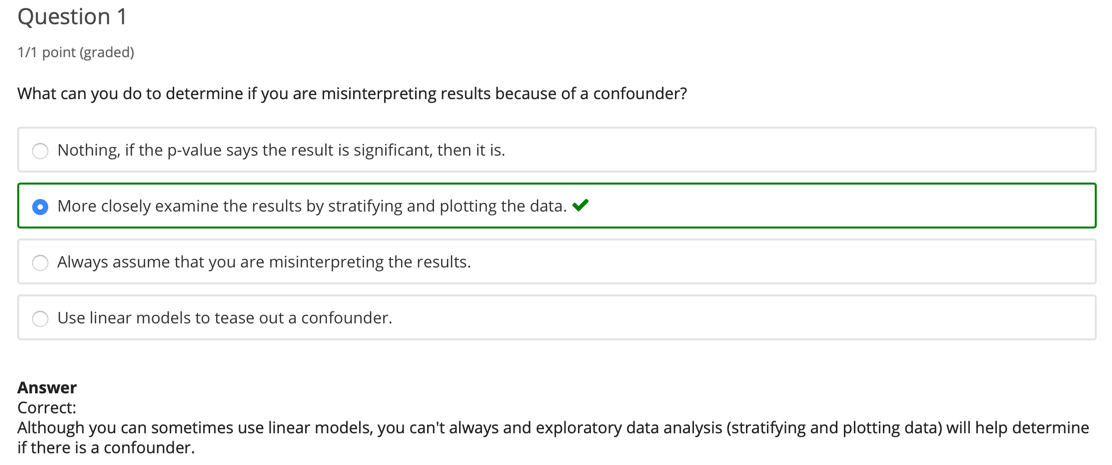 Question 1
1/1 point (graded)
What can you do to determine if you are misinterpreting results because of a confounder?
Nothing, if the p-value says the result is significant, then it is.
More closely examine the results by stratifying and plotting the data.
Always assume that you are misinterpreting the results.
Use linear models to tease out a confounder.
Answer
Correct:
Although you can sometimes use linear models, you can't always and exploratory data analysis (stratifying and plotting data) will help determine
if there is a confounder.